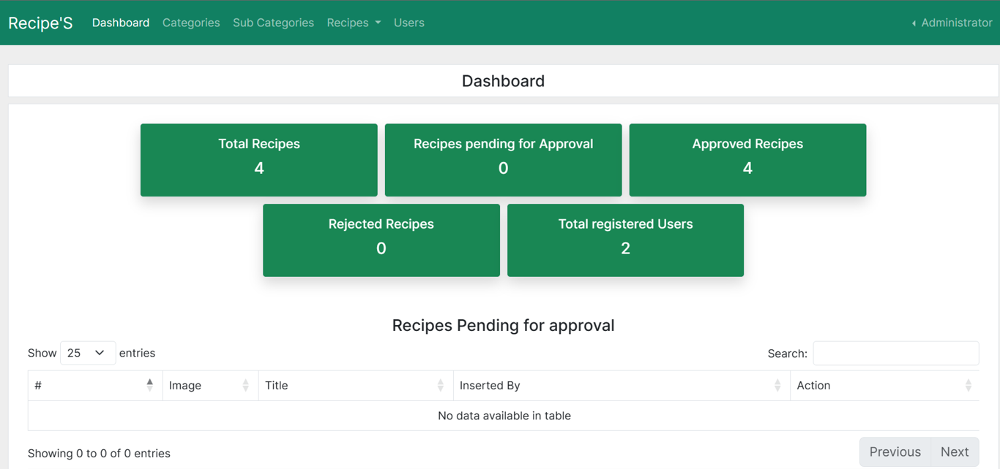 Recipe'S Dashboard Categories Sub Categories Recipes Users Administrator
Dashboard
Total Recipes
4
Recipes pending for Approval
0
Approved Recipes
4
Rejected Recipes
0
Total registered Users
2
Recipes Pending for approval
Show 25 entries Search:
# Image Title Inserted By Action
No data available in table
Showing 0 to 0 of 0 entries Previous Next